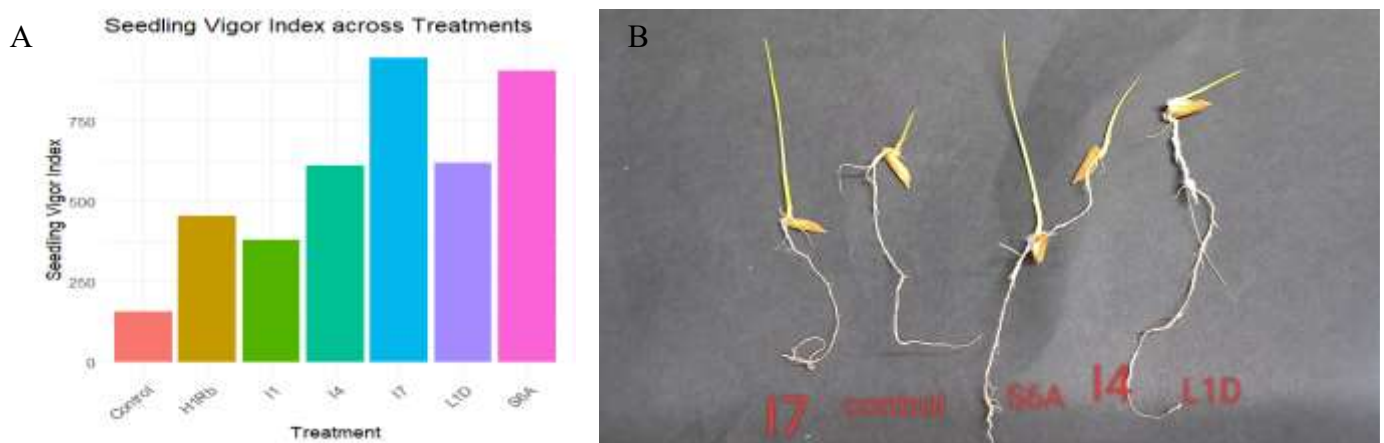 A
Seedling Vigor Index across Treatments
Seedling Vigor Index
750
500
250
0
Control
H1Rb
I1
I4
I7
L1D
S6A
Treatment
B
I7
control
S6A
I4
L1D